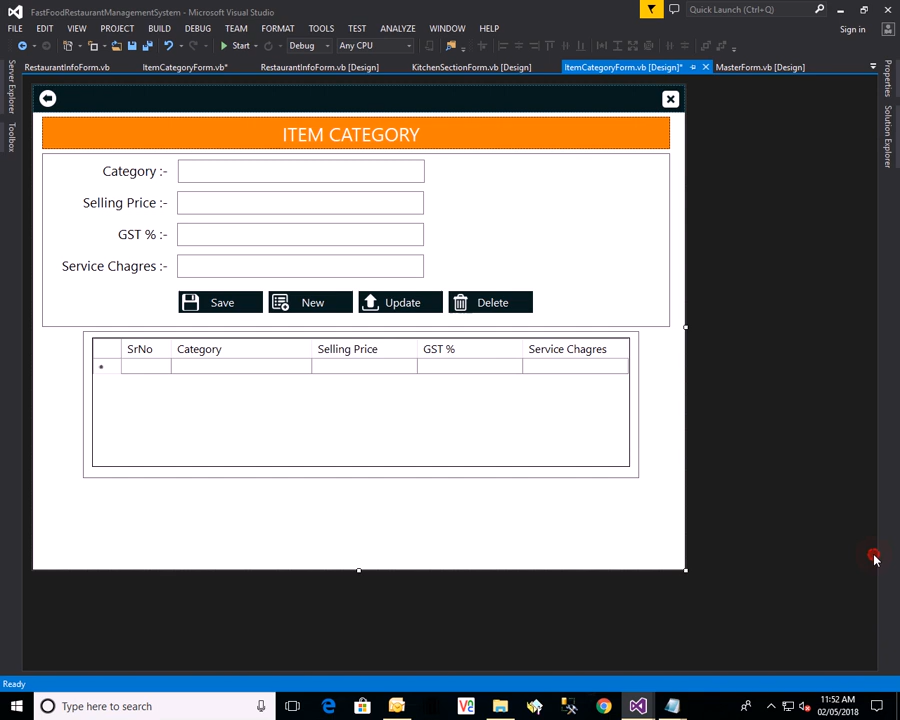 FastFoodRestaurantManagementSystem - Microsoft Visual Studio
Quick Launch (Ctrl+Q)
FILE EDIT VIEW PROJECT BUILD DEBUG TEAM FORMAT TOOLS TEST ANALYZE WINDOW HELP
Sign in
Start Debug Any CPU
RestaurantInfoForm.vb ItemCategoryForm.vb* RestaurantInfoForm.vb [Design] KitchenSectionForm.vb [Design] ItemCategoryForm.vb [Design]* MasterForm.vb [Design]
Server Explorer
Toolbox
Properties
Solution Explorer
ITEM CATEGORY
Category :-
Selling Price :-
GST % :-
Service Chagres :-
Save New Update Delete
SrNo Category Selling Price GST % Service Chagres
Ready
Type here to search
11:52 AM
02/05/2018